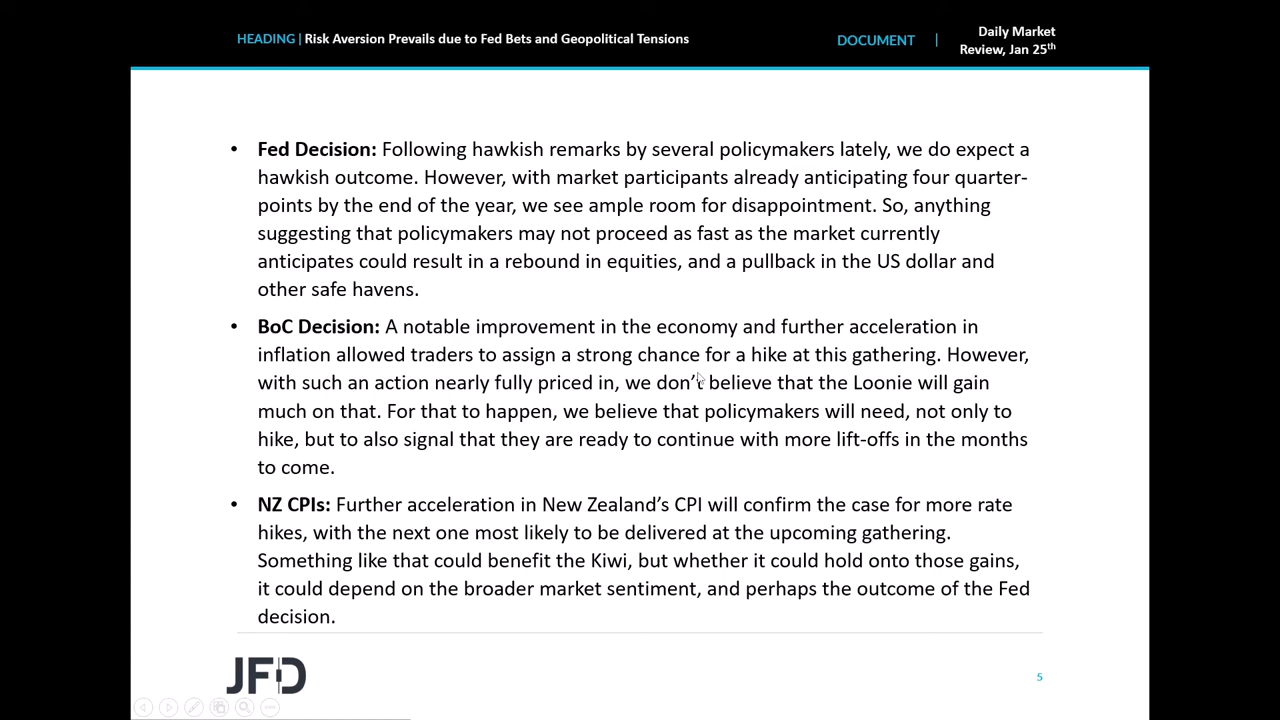 HEADING | Risk Aversion Prevails due to Fed Bets and Geopolitical Tensions
DOCUMENT |
Daily Market
Review, Jan 25th
• Fed Decision: Following hawkish remarks by several policymakers lately, we do expect a
hawkish outcome. However, with market participants already anticipating four quarter-
points by the end of the year, we see ample room for disappointment. So, anything
suggesting that policymakers may not proceed as fast as the market currently
anticipates could result in a rebound in equities, and a pullback in the US dollar and
other safe havens.
• BoC Decision: A notable improvement in the economy and further acceleration in
inflation allowed traders to assign a strong chance for a hike at this gathering. However,
with such an action nearly fully priced in, we don’t believe that the Loonie will gain
much on that. For that to happen, we believe that policymakers will need, not only to
hike, but to also signal that they are ready to continue with more lift-offs in the months
to come.
• NZ CPIs: Further acceleration in New Zealand’s CPI will confirm the case for more rate
hikes, with the next one most likely to be delivered at the upcoming gathering.
Something like that could benefit the Kiwi, but whether it could hold onto those gains,
it could depend on the broader market sentiment, and perhaps the outcome of the Fed
decision.
JFD
5